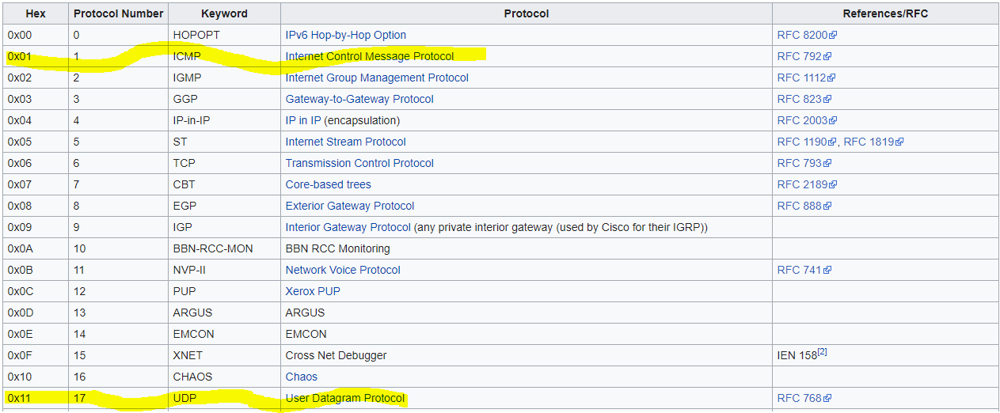 Hex Protocol Number Keyword Protocol References/RFC
0x00 0 HOPOPT IPv6 Hop-by-Hop Option RFC 8200
0x01 1 ICMP Internet Control Message Protocol RFC 792
0x02 2 IGMP Internet Group Management Protocol RFC 1112
0x03 3 GGP Gateway-to-Gateway Protocol RFC 823
0x04 4 IP-in-IP IP in IP (encapsulation) RFC 2003
0x05 5 ST Internet Stream Protocol RFC 1190, RFC 1819
0x06 6 TCP Transmission Control Protocol RFC 793
0x07 7 CBT Core-based trees RFC 2189
0x08 8 EGP Exterior Gateway Protocol RFC 888
0x09 9 IGP Interior Gateway Protocol (any private interior gateway (used by Cisco for their IGRP))
0x0A 10 BBN-RCC-MON BBN RCC Monitoring
0x0B 11 NVP-II Network Voice Protocol RFC 741
0x0C 12 PUP Xerox PUP
0x0D 13 ARGUS ARGUS
0x0E 14 EMCON EMCON
0x0F 15 XNET Cross Net Debugger IEN 158[2]
0x10 16 CHAOS Chaos
0x11 17 UDP User Datagram Protocol RFC 768